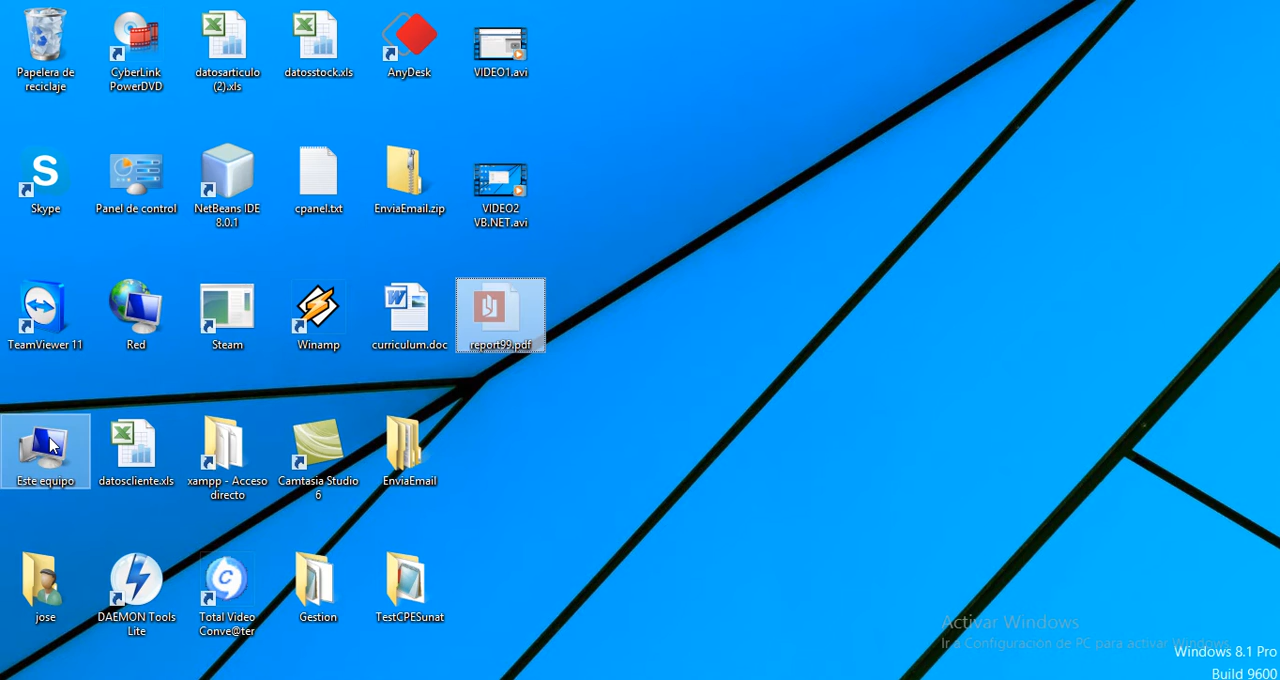 Papelera de
reciclaje
CyberLink
PowerDVD
datosarticulo
(2).xls
datosstock.xls
AnyDesk
VIDEO1.avi
Skype
Panel de control
NetBeans IDE
8.0.1
cpanel.txt
EnviaEmail.zip
VIDEO2
VB.NET.avi
TeamViewer 11
Red
Steam
Winamp
curriculum.doc
report99.pdf
Este equipo
datoscliente.xls
xampp - Acceso
directo
Camtasia Studio
6
EnviaEmail
jose
DAEMON Tools
Lite
Total Video
Conve@ter
Gestion
TestCPESunat
Activar Windows
Ir a Configuración de PC para activar Windows.
Windows 8.1 Pro
Build 9600